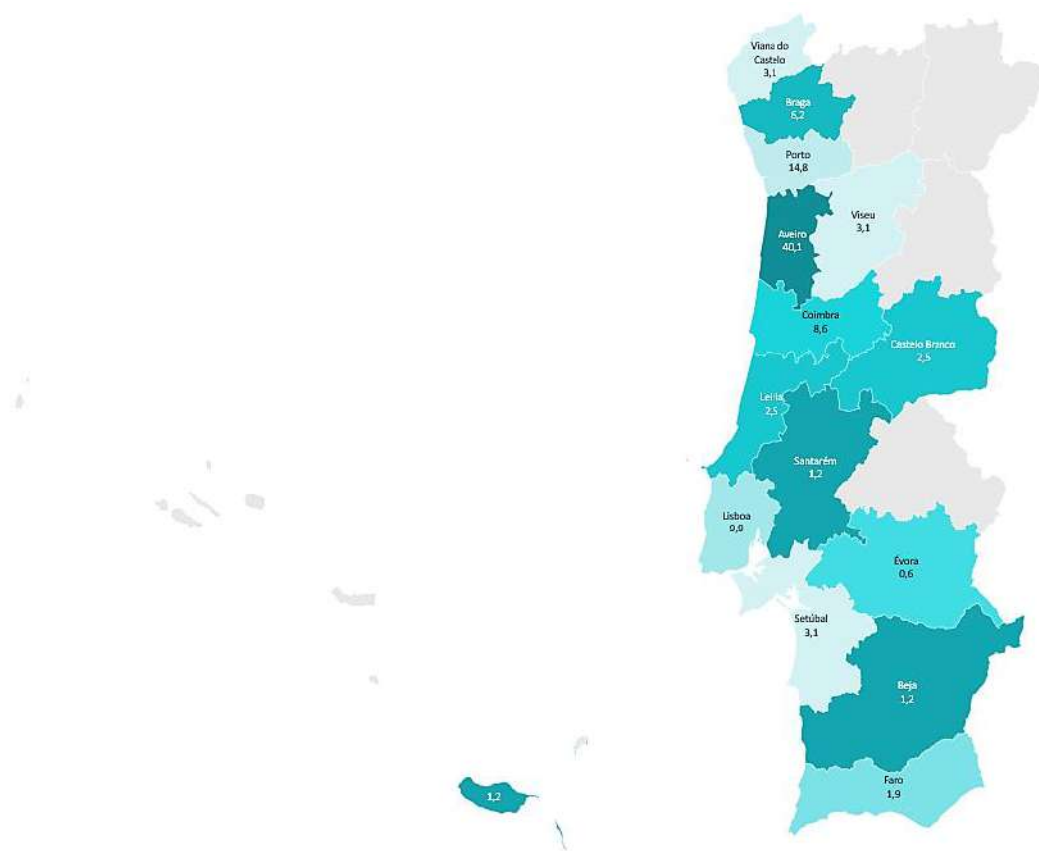 Viana do
Castelo
3,1
Braga
6,2
Porto
14,8
Viseu
3,1
Aveiro
40,1
Coimbra
8,6
Castelo Branco
2,5
Leiria
2,5
Santarém
1,2
Lisboa
9,9
Évora
0,6
Setúbal
3,1
Beja
1,2
Faro
1,9
1,2